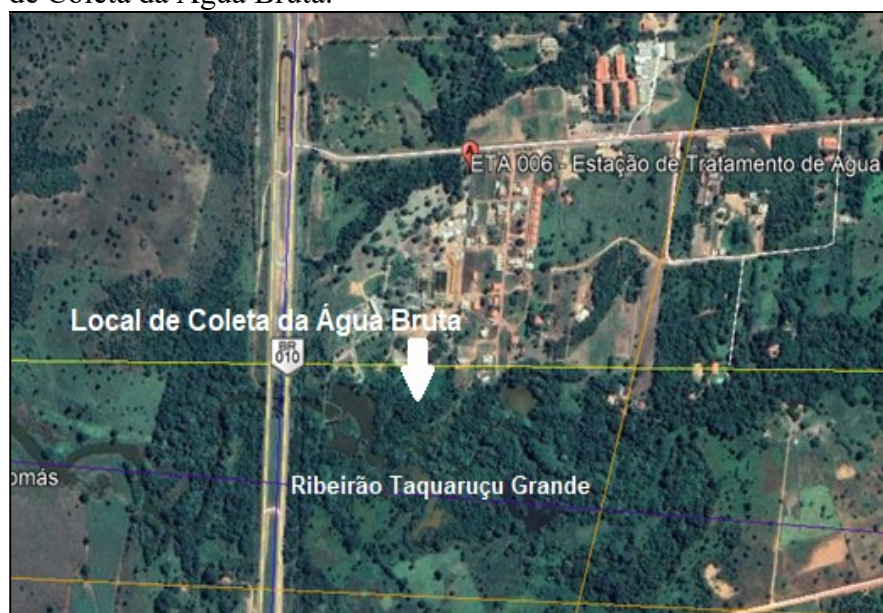 de Coleta da Água Bruta.
ETA 006 - Estação de Tratamento de Água
Local de Coleta da Água Bruta
BR
010
omás
Ribeirão Taquaruçu Grande